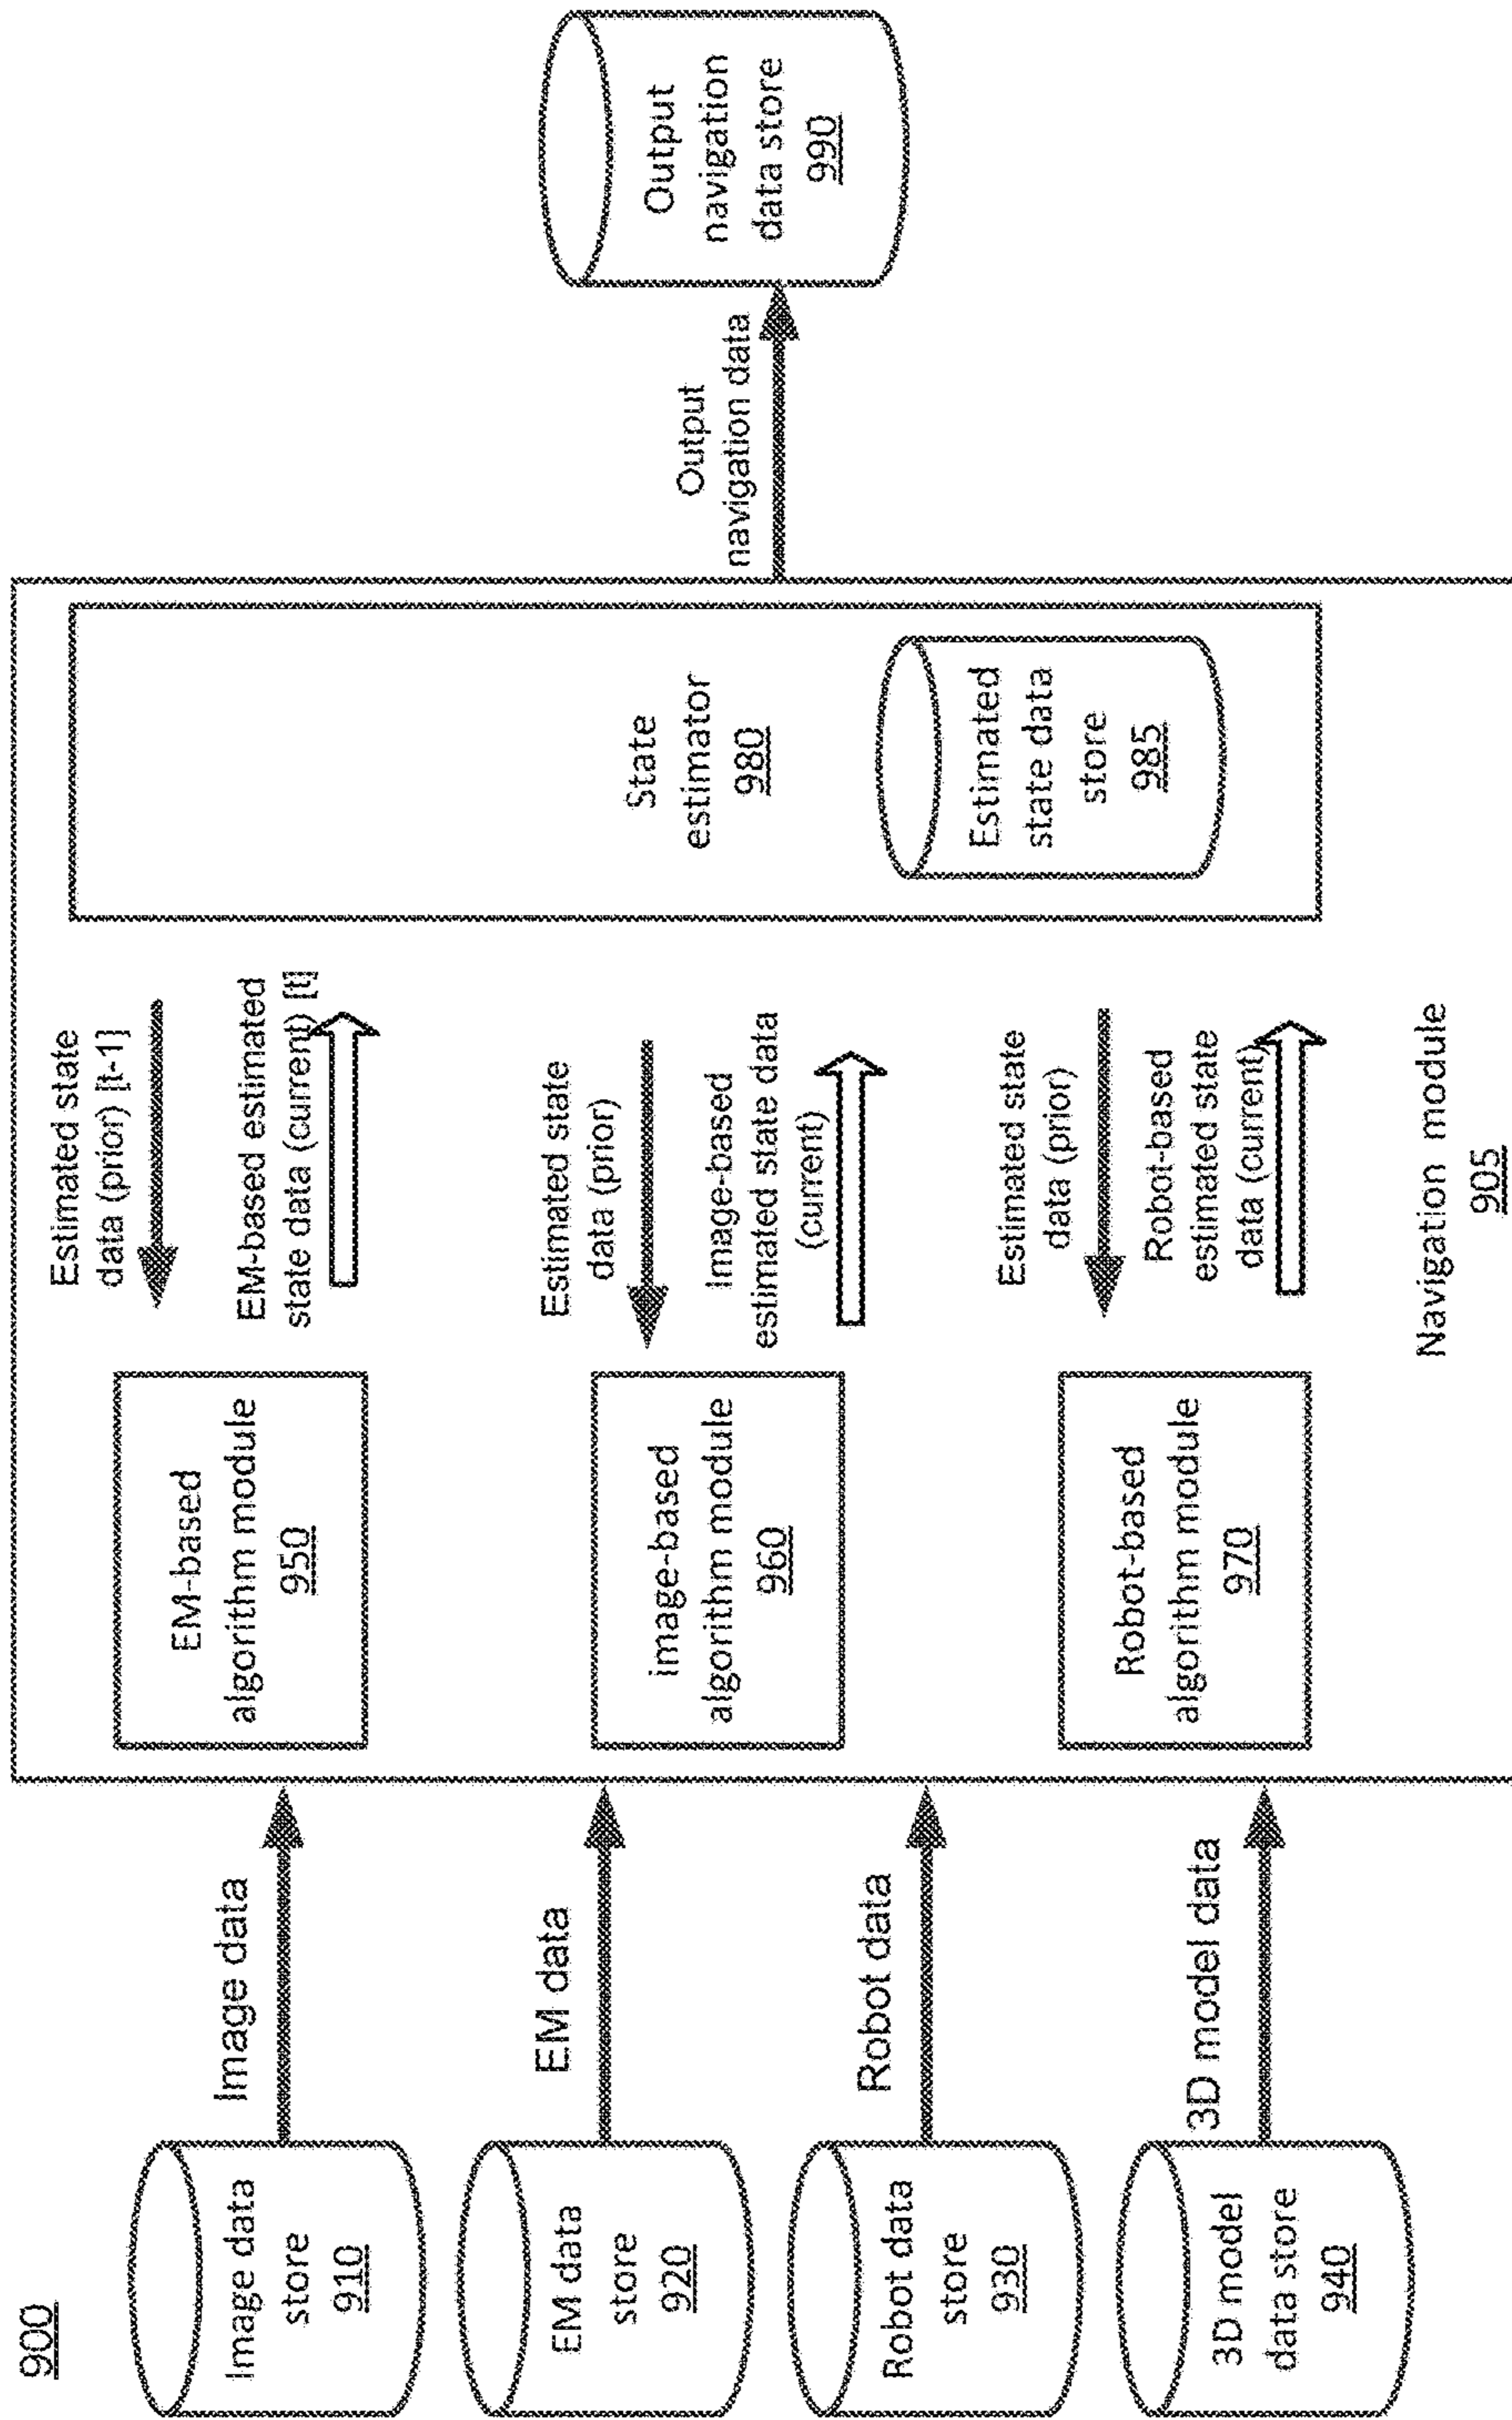 900
Image data
store
910
EM data
store
920
Robot data
store
930
3D model
data store
940
Image data
EM data
Robot data
3D model data
EM-based
algorithm module
950
image-based
algorithm module
960
Robot-based
algorithm module
970
Estimated state
data (prior) [t-1]
EM-based estimated
state data (current) [t]
Estimated state
data (prior)
Image-based
estimated state data
(current)
Estimated state
data (prior)
Robot-based
estimated state
data (current)
Navigation module
905
State
estimator
980
Estimated
state data
store
985
Output
navigation data
Output
navigation
data store
990